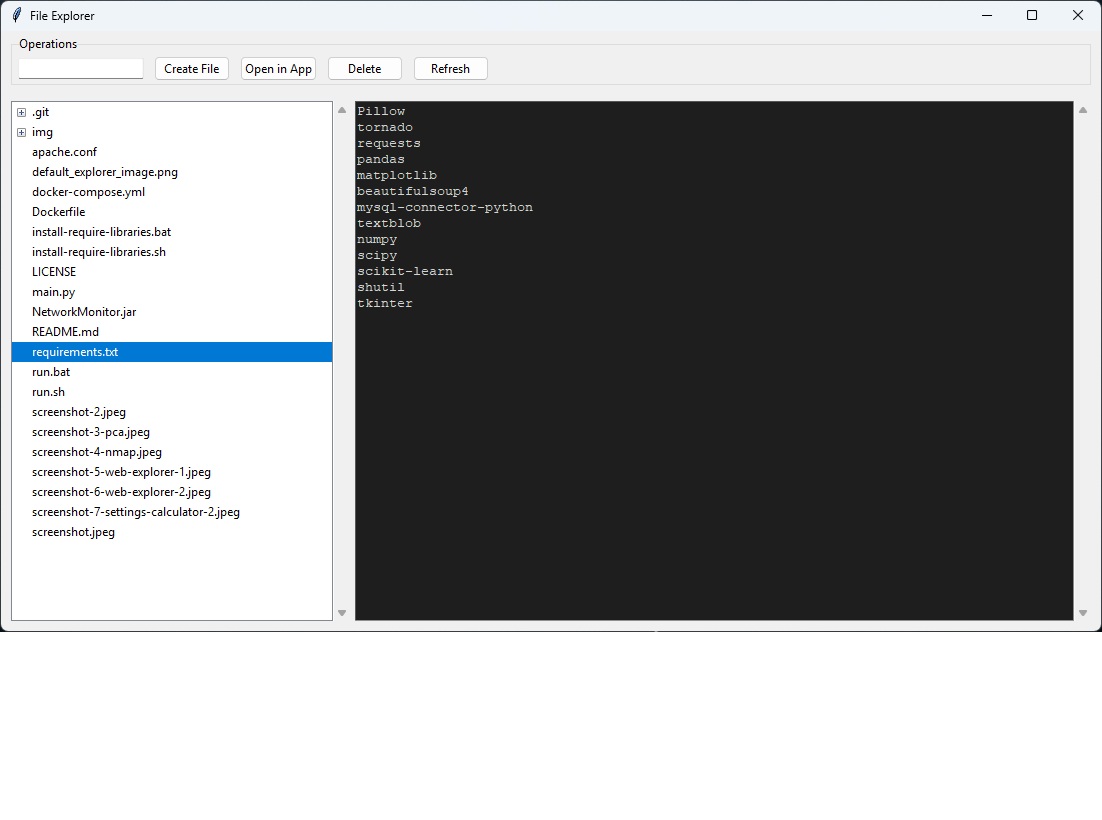 File Explorer
Operations
Create File Open in App Delete Refresh
.git
img
apache.conf
default_explorer_image.png
docker-compose.yml
Dockerfile
install-require-libraries.bat
install-require-libraries.sh
LICENSE
main.py
NetworkMonitor.jar
README.md
requirements.txt
run.bat
run.sh
screenshot-2.jpeg
screenshot-3-pca.jpeg
screenshot-4-nmap.jpeg
screenshot-5-web-explorer-1.jpeg
screenshot-6-web-explorer-2.jpeg
screenshot-7-settings-calculator-2.jpeg
screenshot.jpeg
Pillow
tornado
requests
pandas
matplotlib
beautifulsoup4
mysql-connector-python
textblob
numpy
scipy
scikit-learn
shutil
tkinter